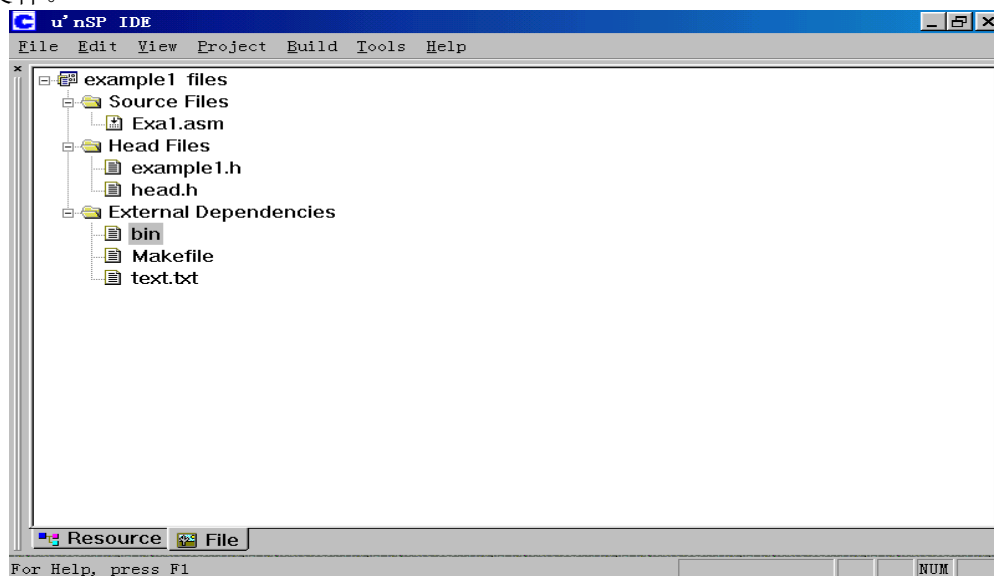 u'nSP IDE
File Edit View Project Build Tools Help
example1 files
Source Files
Exa1.asm
Head Files
example1.h
head.h
External Dependencies
bin
Makefile
text.txt
Resource File
For Help, press F1 NUM